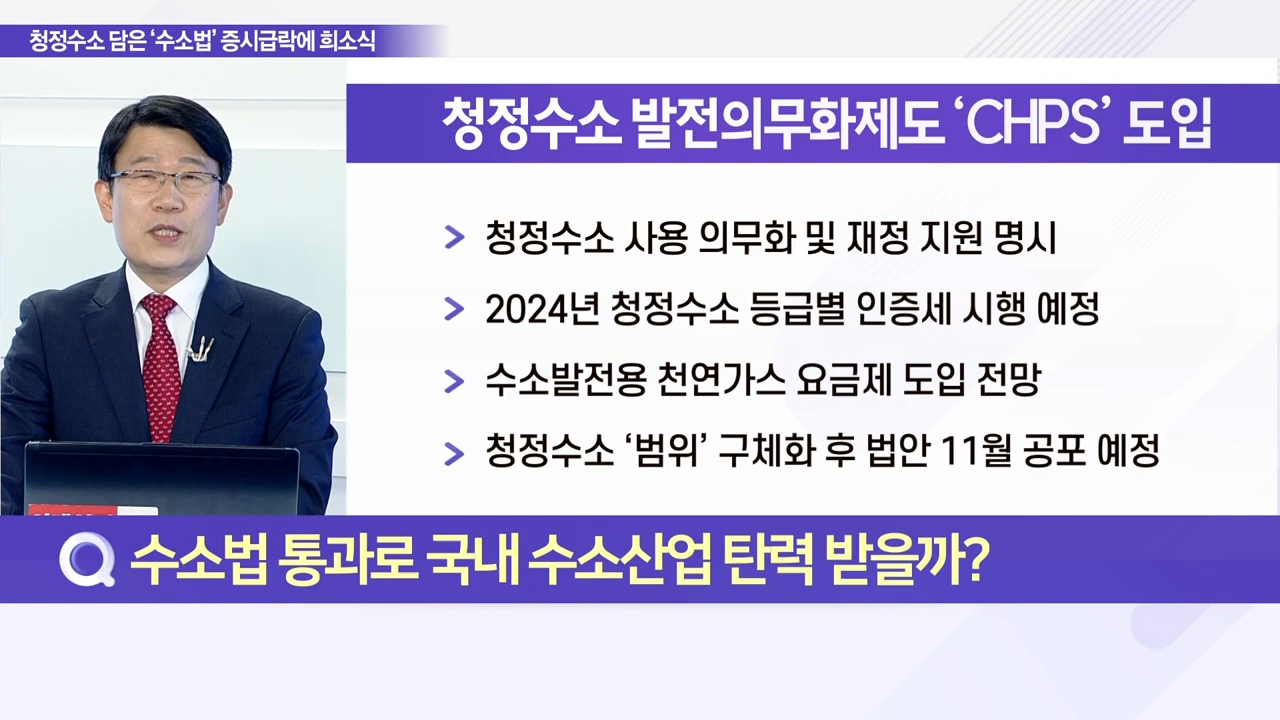 청정수소 담은 ‘수소법’ 증시급락에 희소식
청정수소 발전의무화제도 ‘CHPS’ 도입
> 청정수소 사용 의무화 및 재정 지원 명시
> 2024년 청정수소 등급별 인증세 시행 예정
> 수소발전용 천연가스 요금제 도입 전망
> 청정수소 ‘범위’ 구체화 후 법안 11월 공포 예정
Q 수소법 통과로 국내 수소산업 탄력 받을까?